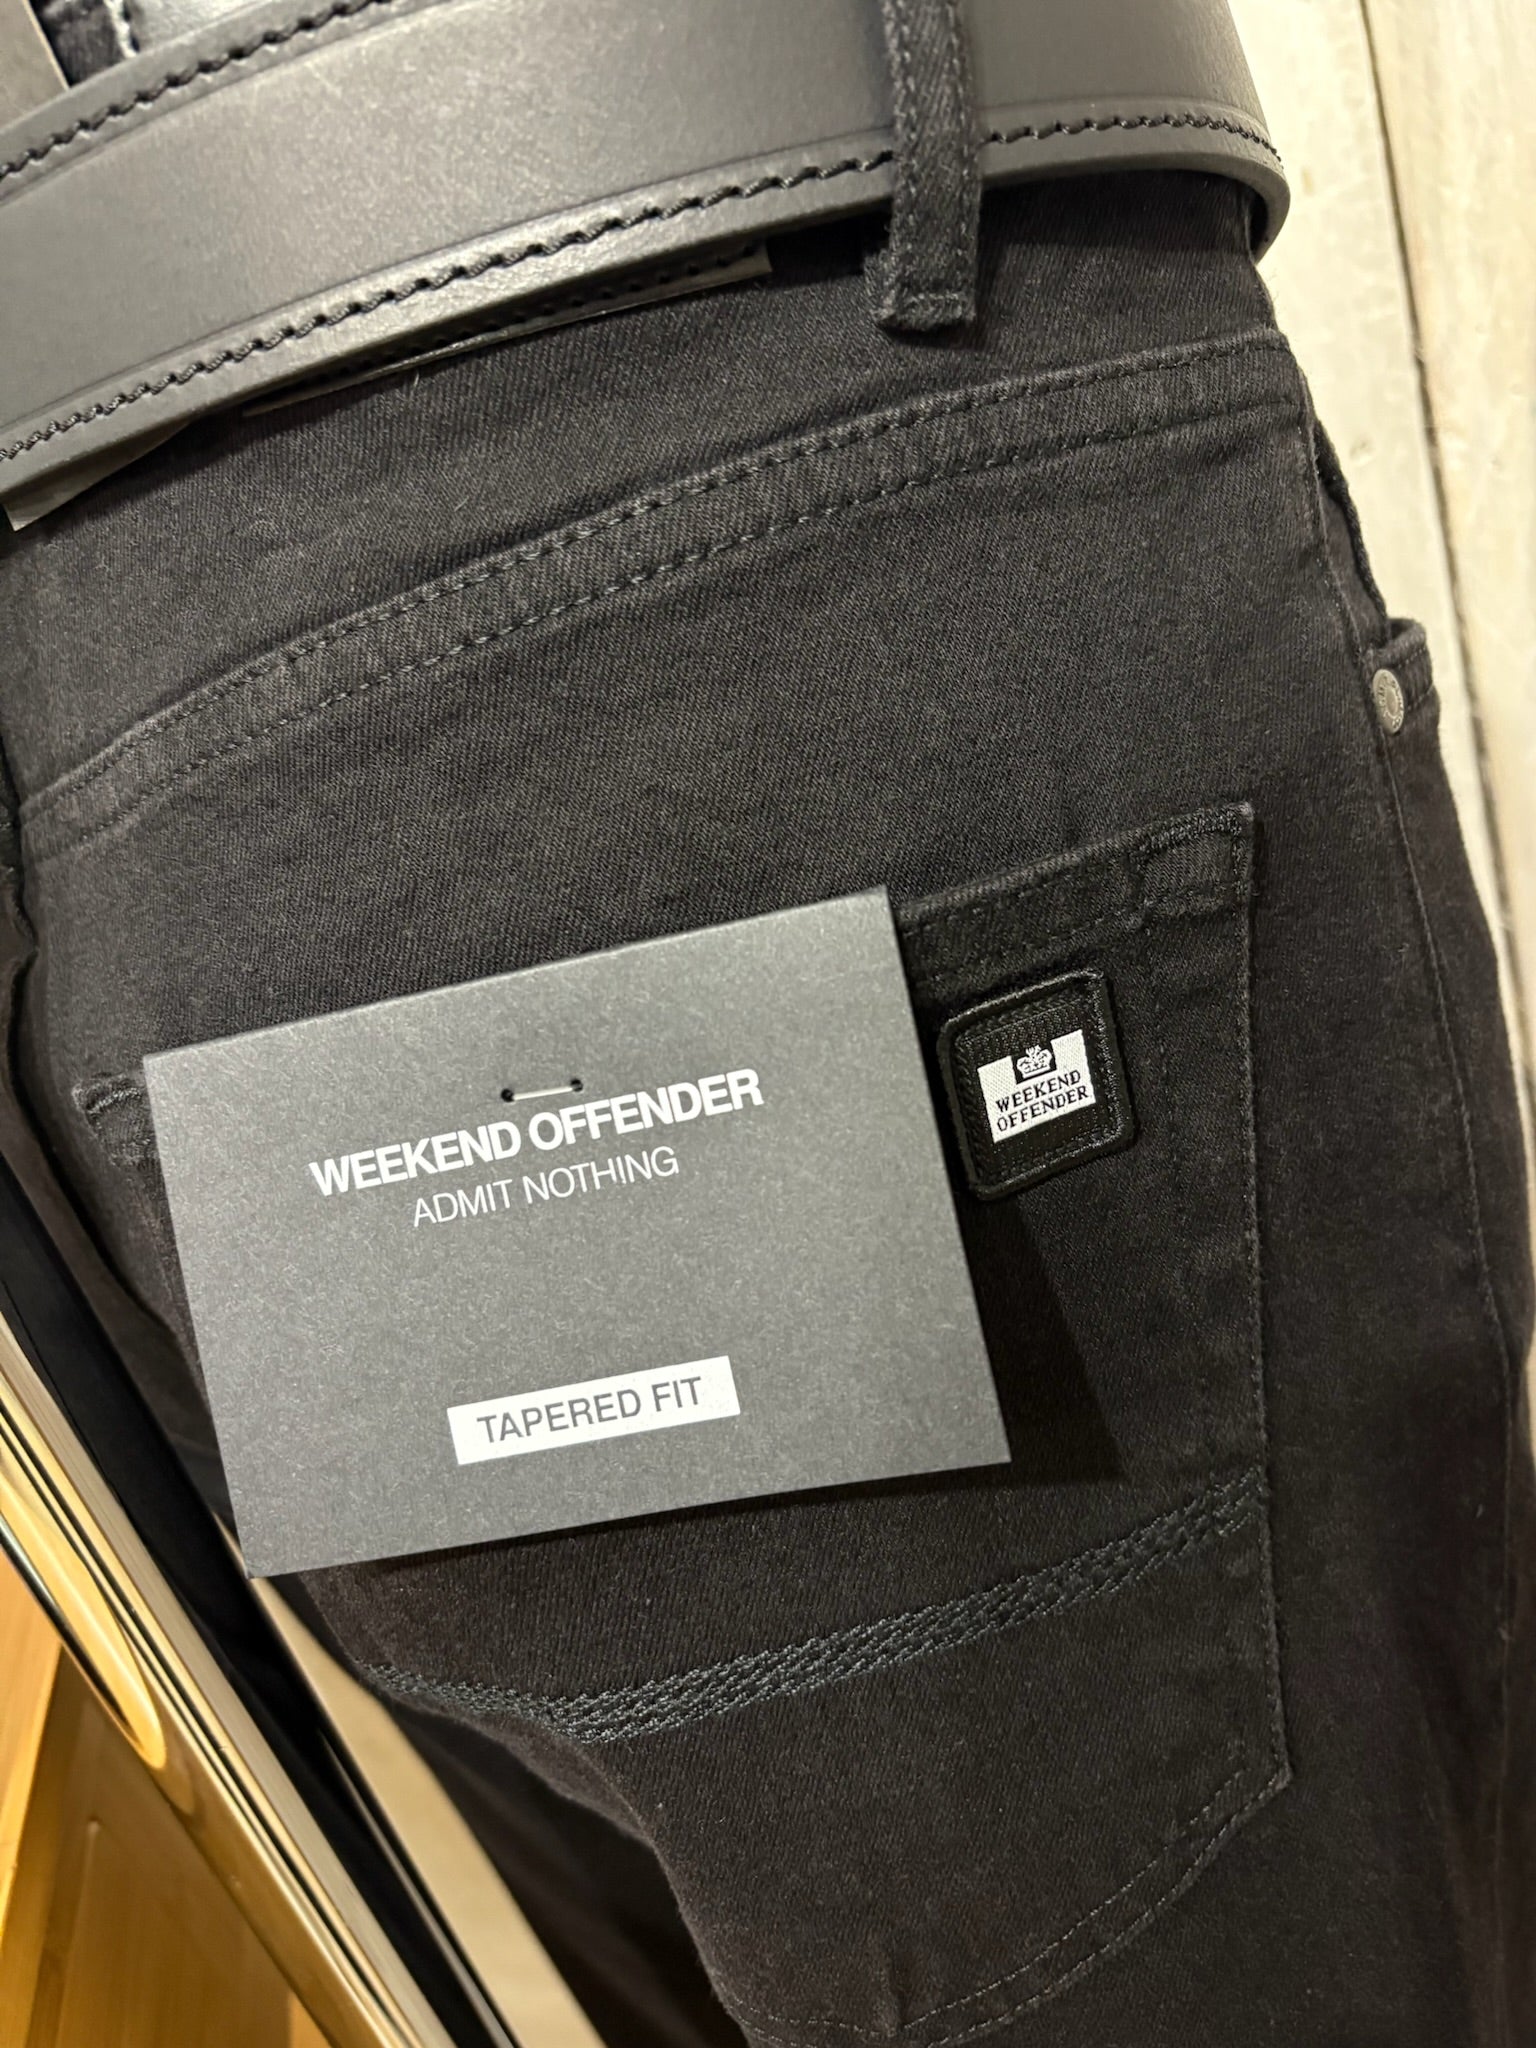 WEEKEND OFFENDER
ADMIT NOTHING
TAPERED FIT
WEEKEND
OFFENDER